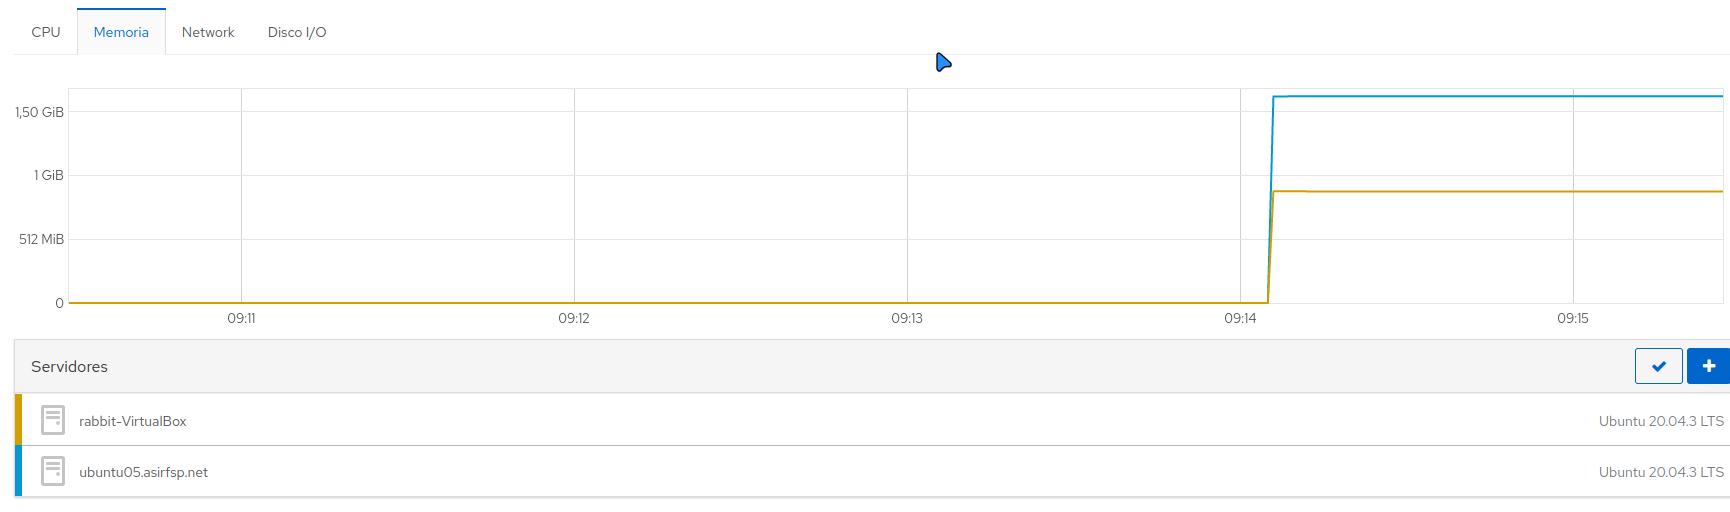 CPU Memoria Network Disco I/O
1,50 GiB
1 GiB
512 MiB
0
09:11 09:12 09:13 09:14 09:15
Servidores
rabbit-VirtualBox Ubuntu 20.04.3 LTS
ubuntu05.asirfsp.net Ubuntu 20.04.3 LTS